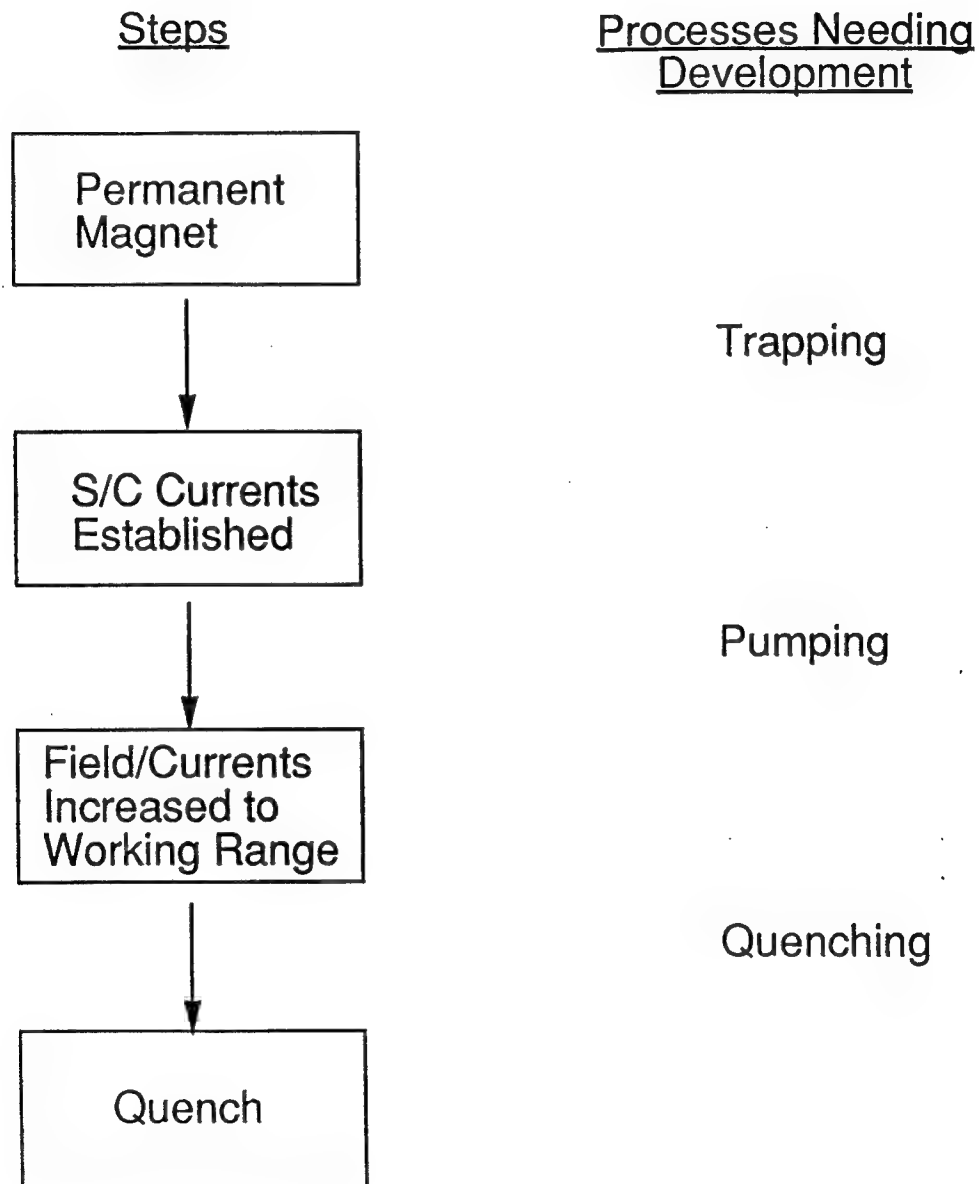 Steps
Processes Needing
Development
Permanent
Magnet
Trapping
S/C Currents
Established
Pumping
Field/Currents
Increased to
Working Range
Quenching
Quench